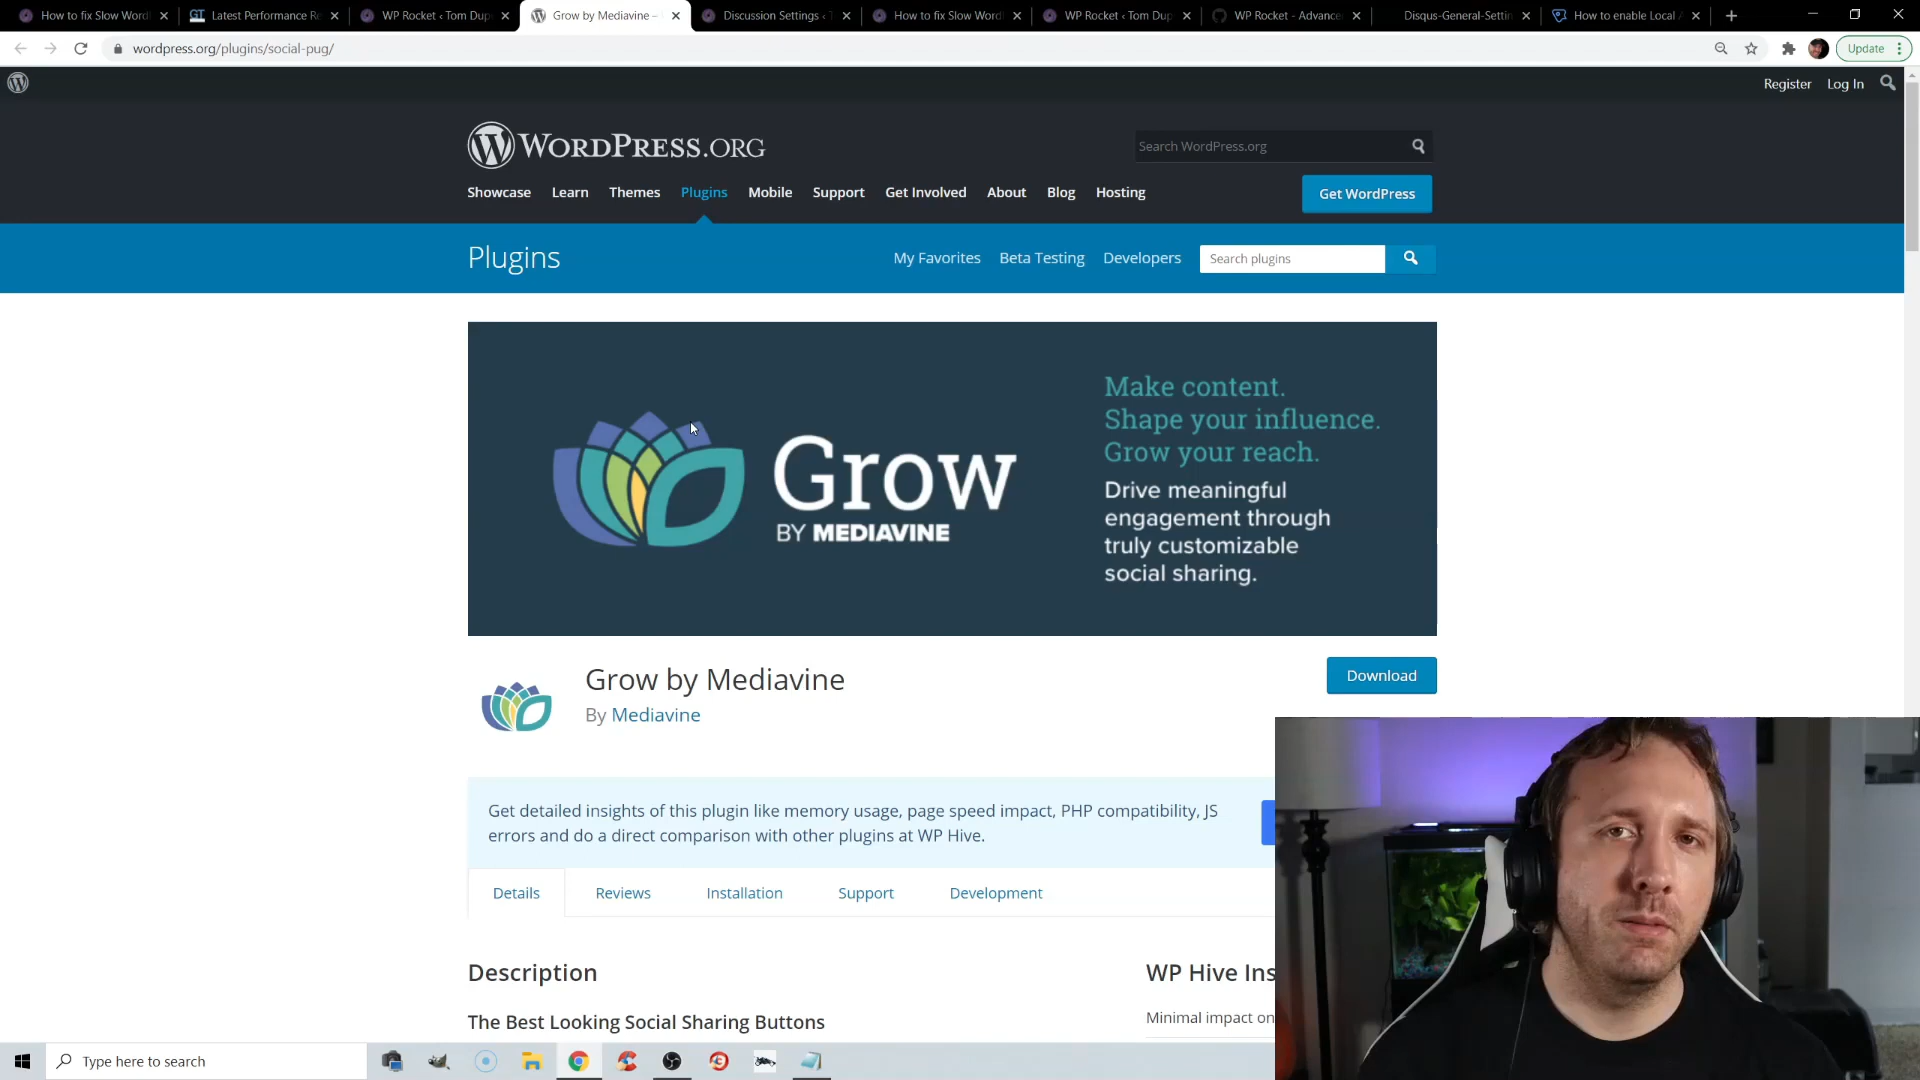 How to fix Slow Word
Latest Performance Re
WP Rocket ‹ Tom Dup
Grow by Mediavine –
Discussion Settings ‹ T
How to fix Slow Word
WP Rocket ‹ Tom Dup
WP Rocket - Advance
Disqus-General-Settin
How to enable Local A
wordpress.org/plugins/social-pug/
Update
Register
Log In
WORDPRESS.ORG
Search WordPress.org
Showcase
Learn
Themes
Plugins
Mobile
Support
Get Involved
About
Blog
Hosting
Get WordPress
Plugins
My Favorites
Beta Testing
Developers
Search plugins
Make content.
Shape your influence.
Grow your reach.
Grow
BY MEDIAVINE
Drive meaningful
engagement through
truly customizable
social sharing.
Grow by Mediavine
Download
By Mediavine
Get detailed insights of this plugin like memory usage, page speed impact, PHP compatibility, JS
errors and do a direct comparison with other plugins at WP Hive.
Details
Reviews
Installation
Support
Development
Description
WP Hive Ins
The Best Looking Social Sharing Buttons
Minimal impact on
Type here to search